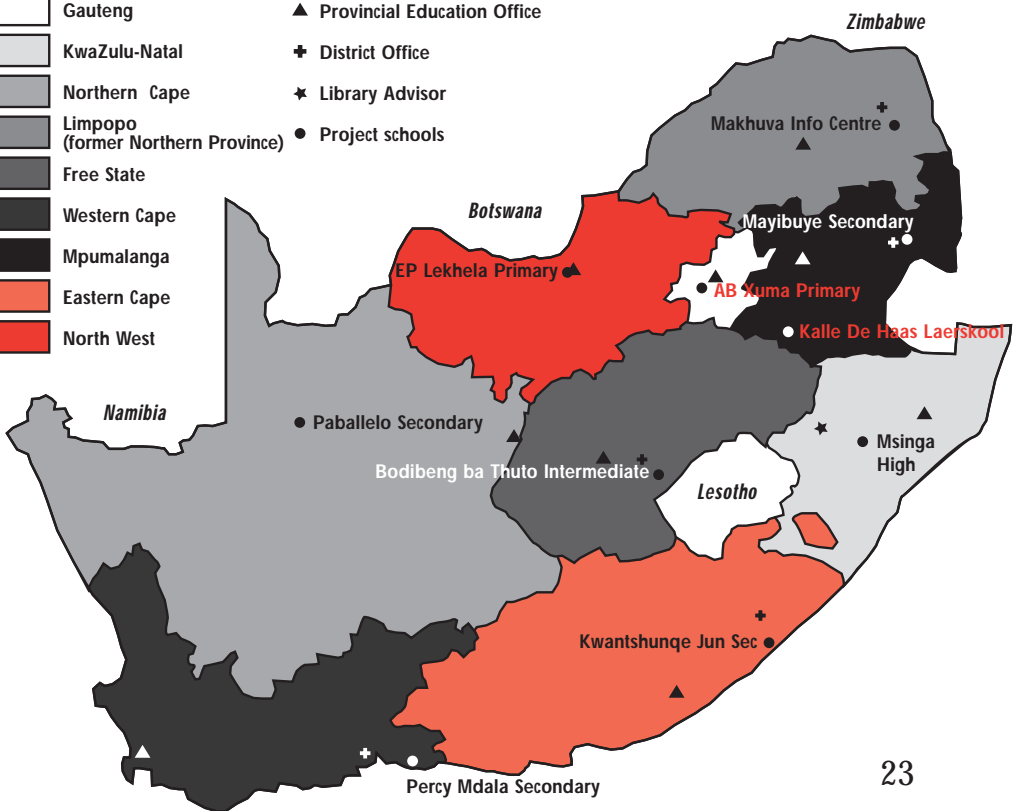 Gauteng
KwaZulu-Natal
Northern Cape
Limpopo
(former Northern Province)
Free State
Western Cape
Mpumalanga
Eastern Cape
North West
Provincial Education Office
District Office
Library Advisor
Project schools
Zimbabwe
Makhuva Info Centre
Botswana
Mayibuye Secondary
EP Lekhela Primary
AB Xuma Primary
Kalle De Haas Laerskool
Namibia
Paballelo Secondary
Msinga
High
Bodibeng ba Thuto Intermediate
Lesotho
Kwantshunqe Jun Sec
Percy Mdala Secondary
23